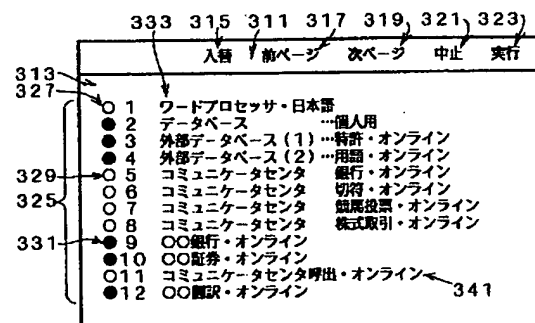 333 315 311 317 319 321 323
入替 前ページ 次ページ 中止 実行
313
327
○ 1 ワードプロセッサ・日本語
● 2 データベース …個人用
● 3 外部データベース(1)…特許・オンライン
● 4 外部データベース(2)…用語・オンライン
329 ○ 5 コミュニケータセンタ 銀行・オンライン
325 ○ 6 コミュニケータセンタ 切符・オンライン
○ 7 コミュニケータセンタ 競馬投票・オンライン
○ 8 コミュニケータセンタ 株式取引・オンライン
331 ● 9 ○○銀行・オンライン
● 10 ○○証券・オンライン
○ 11 コミュニケータセンタ呼出・オンライン
● 12 ○○翻訳・オンライン 341